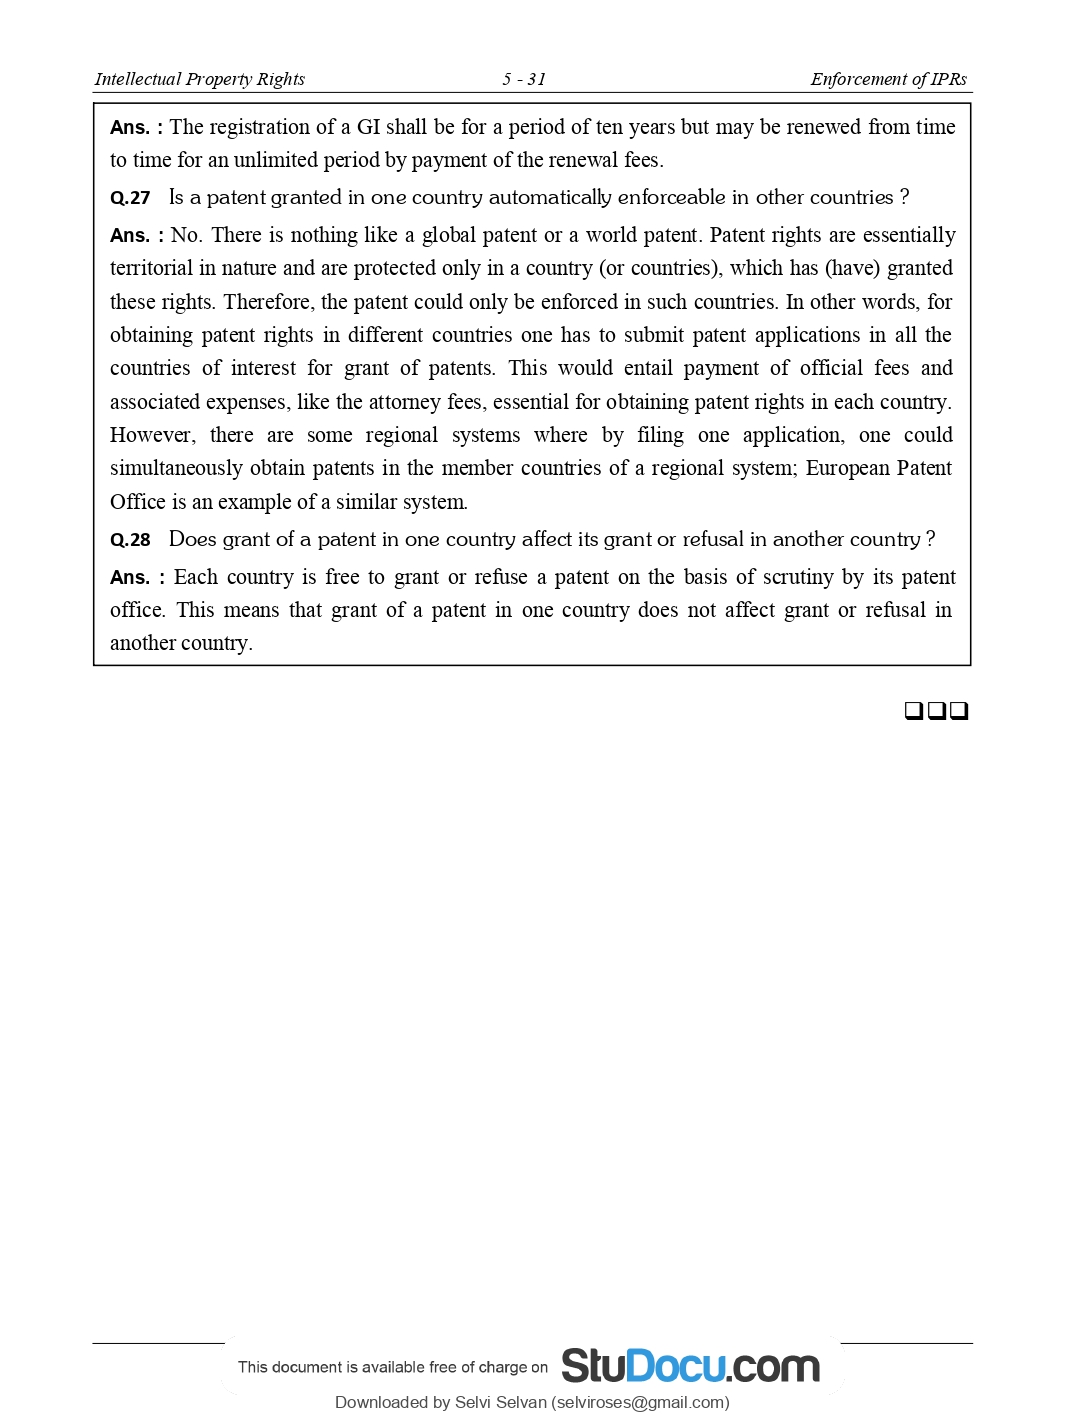 Intellectual Property Rights 5 - 31 Enforcement of IPRs
Ans. : The registration of a GI shall be for a period of ten years but may be renewed from time
to time for an unlimited period by payment of the renewal fees.
Q.27 Is a patent granted in one country automatically enforceable in other countries ?
Ans. : No. There is nothing like a global patent or a world patent. Patent rights are essentially
territorial in nature and are protected only in a country (or countries), which has (have) granted
these rights. Therefore, the patent could only be enforced in such countries. In other words, for
obtaining patent rights in different countries one has to submit patent applications in all the
countries of interest for grant of patents. This would entail payment of official fees and
associated expenses, like the attorney fees, essential for obtaining patent rights in each country.
However, there are some regional systems where by filing one application, one could
simultaneously obtain patents in the member countries of a regional system; European Patent
Office is an example of a similar system.
Q.28 Does grant of a patent in one country affect its grant or refusal in another country ?
Ans. : Each country is free to grant or refuse a patent on the basis of scrutiny by its patent
office. This means that grant of a patent in one country does not affect grant or refusal in
another country.
❑❑❑
This document is available free of charge on StuDocu.com
Downloaded by Selvi Selvan (selviroses@gmail.com)